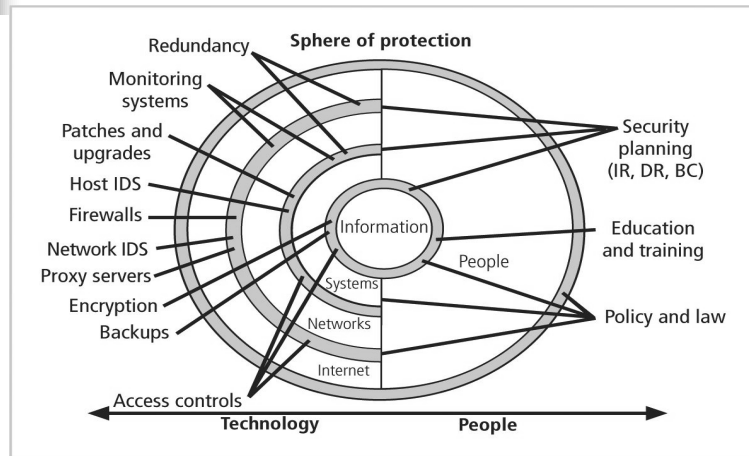 Sphere of protection
Redundancy
Monitoring
systems
Patches and
upgrades
Host IDS
Firewalls
Network IDS
Proxy servers
Encryption
Backups
Access controls
Information
People
Systems
Networks
Internet
Security
planning
(IR, DR, BC)
Education
and training
Policy and law
Technology
People